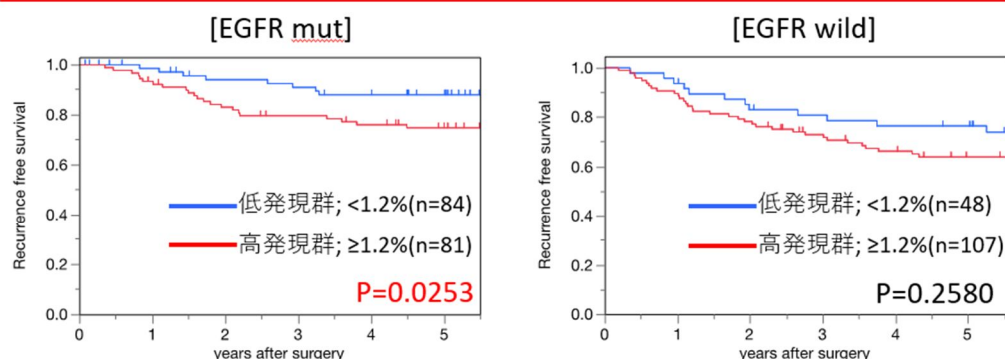 [EGFR mut]
Recurrence free survival
1.0
0.8
0.6
0.4
0.2
0.0
低発現群; <1.2%(n=84)
高発現群; ≥1.2%(n=81)
P=0.0253
0 1 2 3 4 5
years after surgery
[EGFR wild]
Recurrence free survival
1.0
0.8
0.6
0.4
0.2
0.0
低発現群; <1.2%(n=48)
高発現群; ≥1.2%(n=107)
P=0.2580
0 1 2 3 4 5
years after surgery